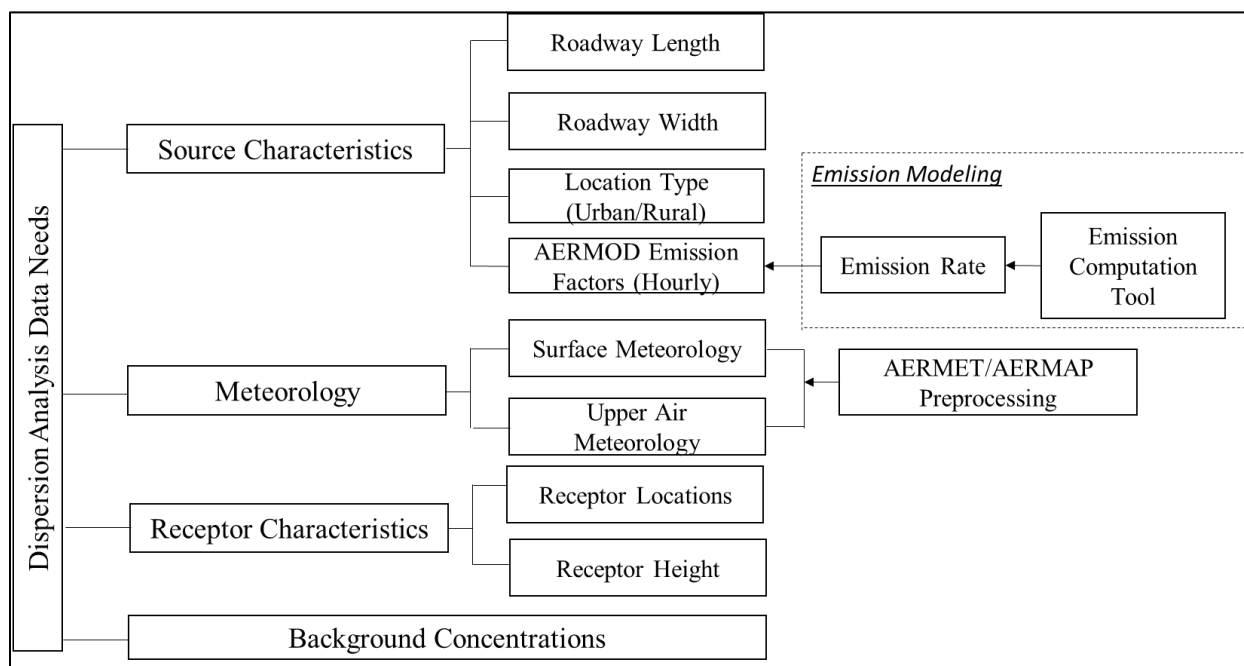 Dispersion Analysis Data Needs
Source Characteristics
Roadway Length
Roadway Width
Location Type
(Urban/Rural)
AERMOD Emission
Factors (Hourly)
Emission Modeling
Emission Rate
Emission
Computation
Tool
Meteorology
Surface Meteorology
Upper Air
Meteorology
AERMET/AERMAP
Preprocessing
Receptor Characteristics
Receptor Locations
Receptor Height
Background Concentrations